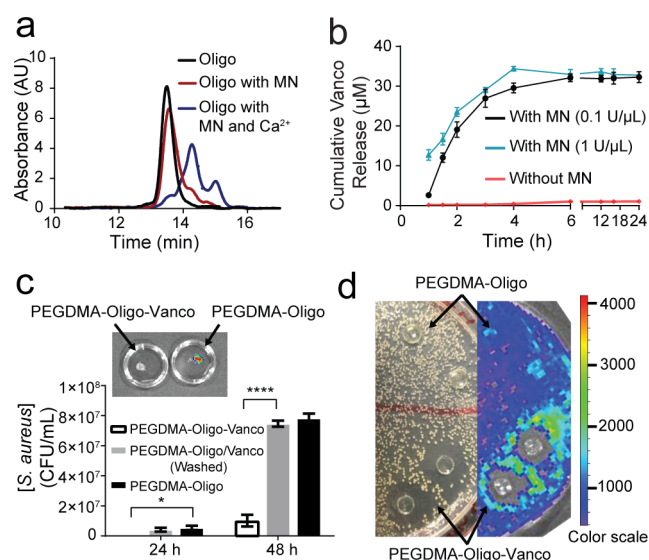 a
Absorbance (AU)
10
8
6
4
2
0
Oligo
Oligo with MN
Oligo with
MN and Ca²⁺
10 12 14 16
Time (min)
b
Cumulative Vanco
Release (µM)
40
30
20
10
0
With MN (0.1 U/µL)
With MN (1 U/µL)
Without MN
0 2 4 6 12 18 24
Time (h)
c
PEGDMA-Oligo-Vanco PEGDMA-Oligo
[S. aureus]
(CFU/mL)
1×10⁸
8×10⁷
6×10⁷
4×10⁷
2×10⁷
0
****
PEGDMA-Oligo-Vanco
PEGDMA-Oligo/Vanco
(Washed)
PEGDMA-Oligo
*
24 h 48 h
d
PEGDMA-Oligo
4000
3000
2000
1000
Color scale
PEGDMA-Oligo-Vanco